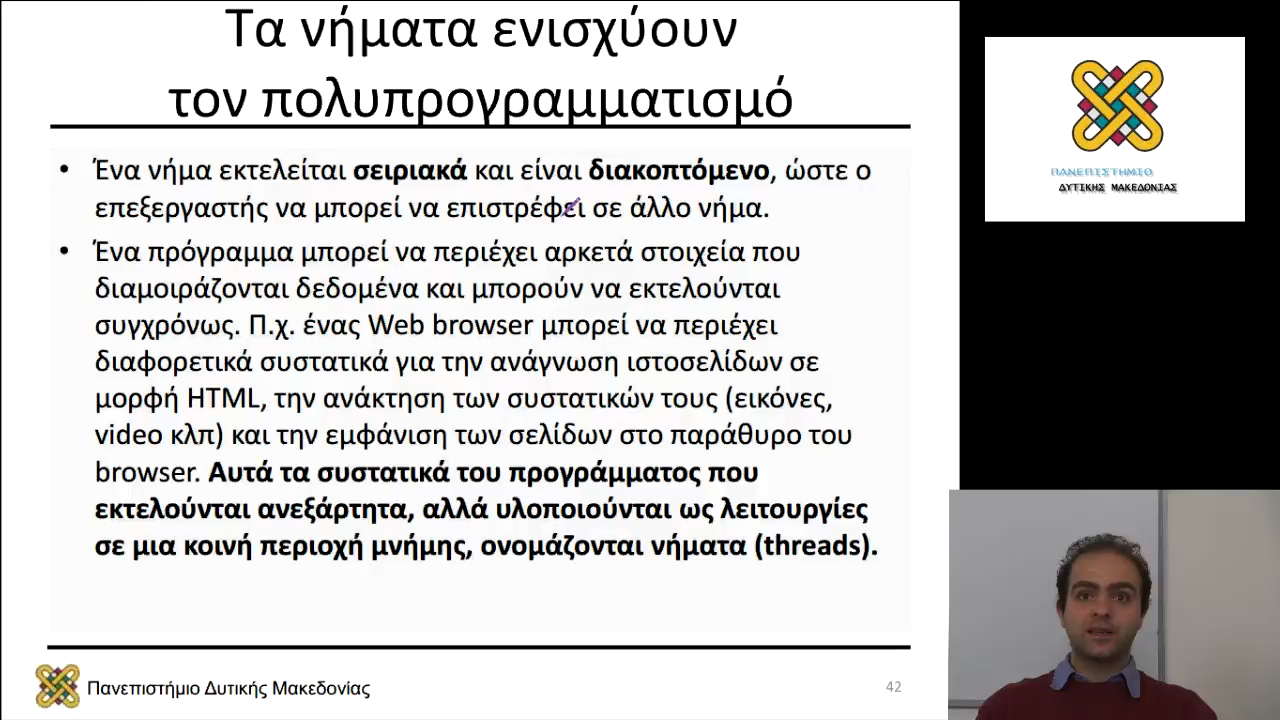 Τα νήματα ενισχύουν
τον πολυπρογραμματισμό
• Ένα νήμα εκτελείται σειριακά και είναι διακοπτόμενο, ώστε ο
επεξεργαστής να μπορεί να επιστρέφει σε άλλο νήμα.
• Ένα πρόγραμμα μπορεί να περιέχει αρκετά στοιχεία που
διαμοιράζονται δεδομένα και μπορούν να εκτελούνται
συγχρόνως. Π.χ. ένας Web browser μπορεί να περιέχει
διαφορετικά συστατικά για την ανάγνωση ιστοσελίδων σε
μορφή HTML, την ανάκτηση των συστατικών τους (εικόνες,
video κλπ) και την εμφάνιση των σελίδων στο παράθυρο του
browser. Αυτά τα συστατικά του προγράμματος που
εκτελούνται ανεξάρτητα, αλλά υλοποιούνται ως λειτουργίες
σε μια κοινή περιοχή μνήμης, ονομάζονται νήματα (threads).
Πανεπιστήμιο Δυτικής Μακεδονίας
42
ΠΑΝΕΠΙΣΤΗΜΙΟ
ΔΥΤΙΚΗΣ ΜΑΚΕΔΟΝΙΑΣ